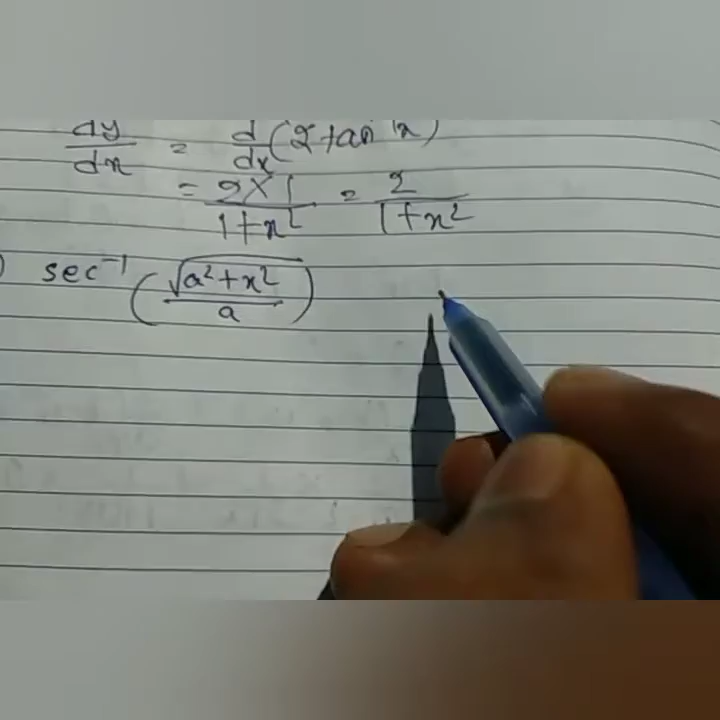 dy/dx = d/dx (2 tan⁻¹x)
= 2×1/1+x² = 2/1+x²
) sec⁻¹ (√a²+x²/a)